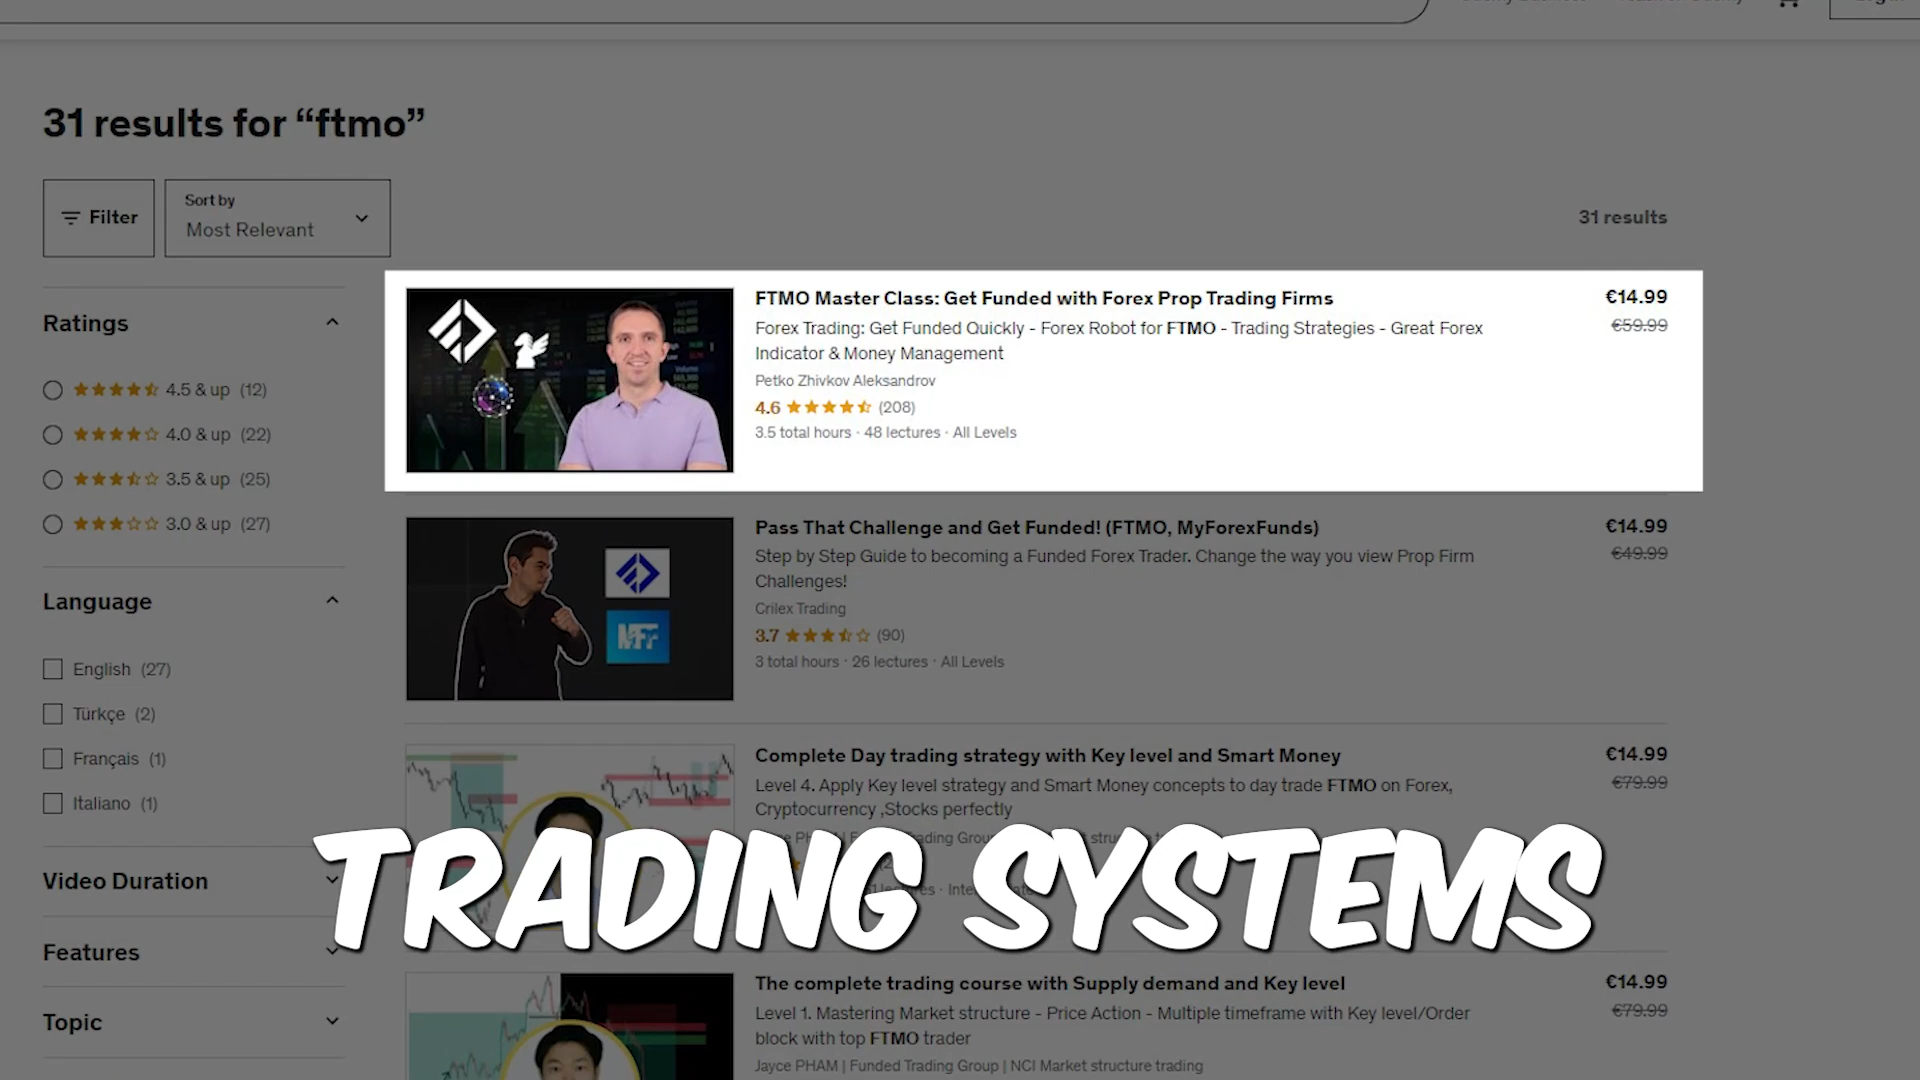 31 results for “ftmo”
Filter
Sort by
Most Relevant
31 results
Ratings
4.5 & up (12)
4.0 & up (22)
3.5 & up (25)
3.0 & up (27)
Language
English (27)
Türkçe (2)
Français (1)
Italiano (1)
Video Duration
Features
Topic
FTMO Master Class: Get Funded with Forex Prop Trading Firms
€14.99
Forex Trading: Get Funded Quickly - Forex Robot for FTMO - Trading Strategies - Great Forex
€59.99
Indicator & Money Management
Petko Zhivkov Aleksandrov
4.6 (208)
3.5 total hours · 48 lectures · All Levels
Pass That Challenge and Get Funded! (FTMO, MyForexFunds)
€14.99
Step by Step Guide to becoming a Funded Forex Trader. Change the way you view Prop Firm
€49.99
Challenges!
Crilex Trading
3.7 (90)
3 total hours · 26 lectures · All Levels
MFF
Complete Day trading strategy with Key level and Smart Money
€14.99
Level 4. Apply Key level strategy and Smart Money concepts to day trade FTMO on Forex,
€79.99
Cryptocurrency ,Stocks perfectly
TRADING SYSTEMS
The complete trading course with Supply demand and Key level
€14.99
Level 1. Mastering Market structure - Price Action - Multiple timeframe with Key level/Order
€79.99
block with top FTMO trader
Jayce PHAM | Funded Trading Group | NCI Market structure trading